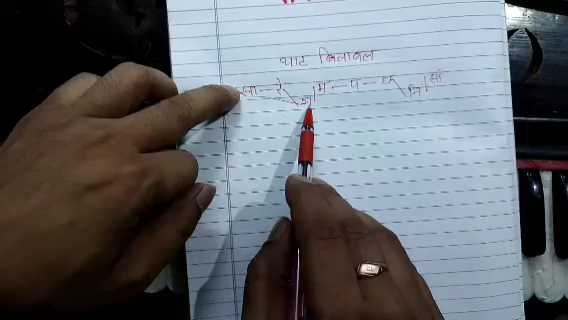 थाट बिलावल
सा - रे ग म - प - ध नि सां